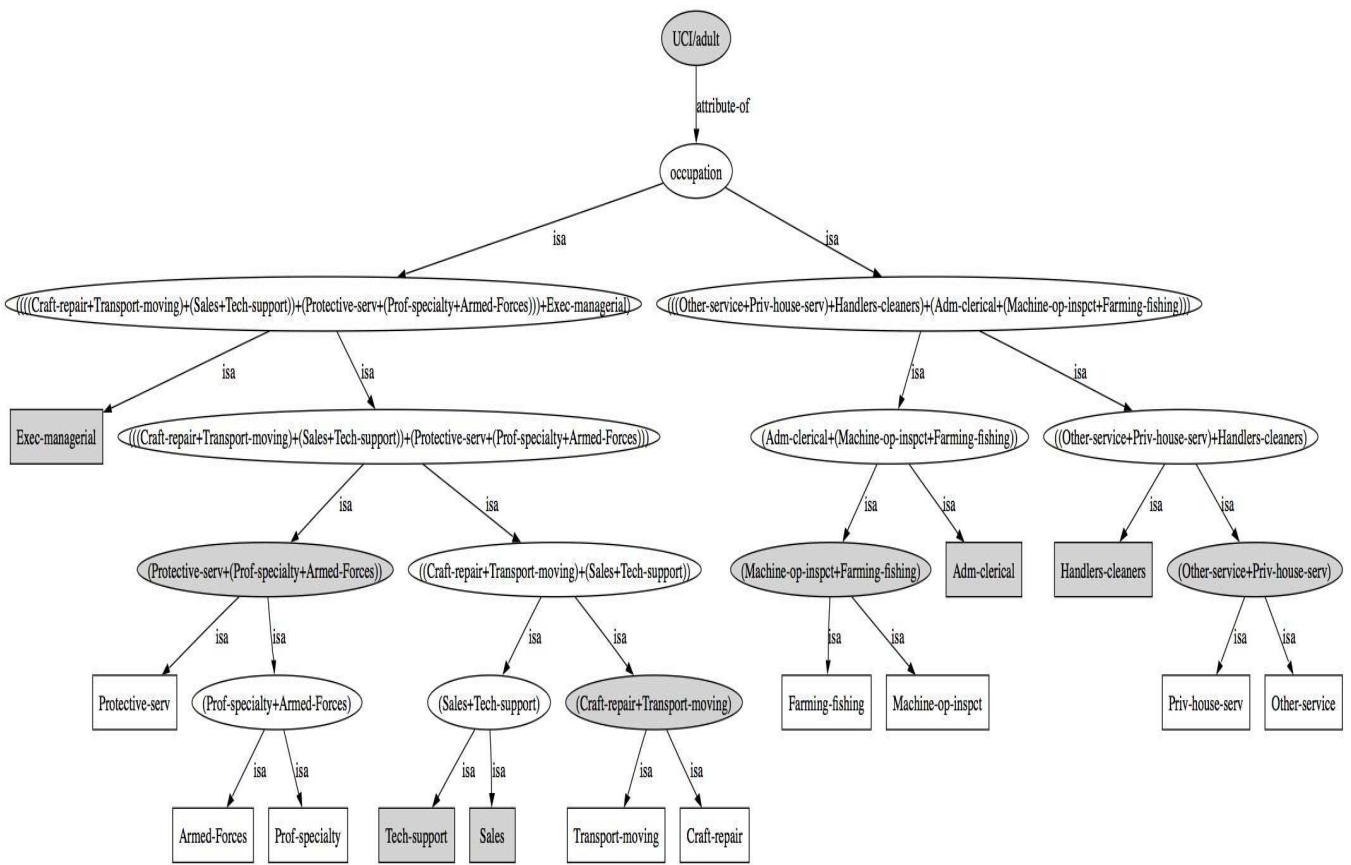 UCI/adult
attribute-of
occupation
isa
isa
((((Craft-repair+Transport-moving)+(Sales+Tech-support))+(Protective-serv+(Prof-specialty+Armed-Forces)))+Exec-managerial)
(((Other-service+Priv-house-serv)+Handlers-cleaners)+(Adm-clerical+(Machine-op-inspct+Farming-fishing)))
isa
isa
isa
isa
Exec-managerial
(((Craft-repair+Transport-moving)+(Sales+Tech-support))+(Protective-serv+(Prof-specialty+Armed-Forces)))
(Adm-clerical+(Machine-op-inspct+Farming-fishing))
((Other-service+Priv-house-serv)+Handlers-cleaners)
isa
isa
isa
isa
isa
isa
(Protective-serv+(Prof-specialty+Armed-Forces))
((Craft-repair+Transport-moving)+(Sales+Tech-support))
(Machine-op-inspct+Farming-fishing)
Adm-clerical
Handlers-cleaners
(Other-service+Priv-house-serv)
isa
isa
isa
isa
isa
isa
isa
isa
Protective-serv
(Prof-specialty+Armed-Forces)
(Sales+Tech-support)
(Craft-repair+Transport-moving)
Farming-fishing
Machine-op-inspct
Priv-house-serv
Other-service
isa
isa
isa
isa
isa
isa
Armed-Forces
Prof-specialty
Tech-support
Sales
Transport-moving
Craft-repair